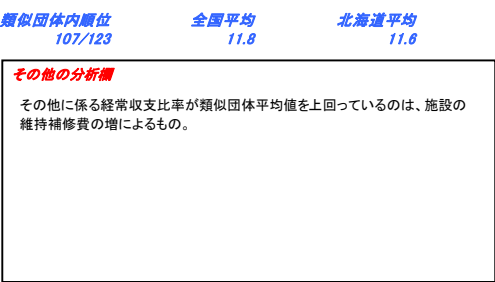 類似団体内順位 全国平均 北海道平均
107/123 11.8 11.6
その他の分析欄
その他に係る経常収支比率が類似団体平均値を上回っているのは、施設の
維持補修費の増によるもの。